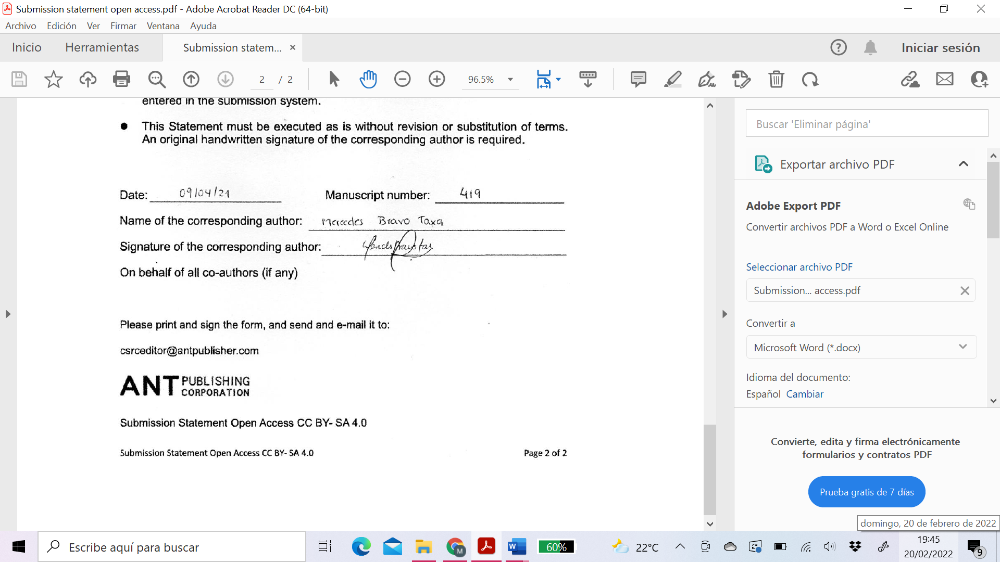 Submission statement open access.pdf - Adobe Acrobat Reader DC (64-bit)
Archivo Edición Ver Firmar Ventana Ayuda
Inicio Herramientas Submission statem... × Iniciar sesión
2 / 2 96.5%
entered in the submission system.
● This Statement must be executed as is without revision or substitution of terms.
An original handwritten signature of the corresponding author is required.
Date: 09/04/21 Manuscript number: 419
Name of the corresponding author: Mercedes Bravo Taxa
Signature of the corresponding author:
On behalf of all co-authors (if any)
Please print and sign the form, and send and e-mail it to:
csrceditor@antpublisher.com
ANT PUBLISHING
CORPORATION
Submission Statement Open Access CC BY- SA 4.0
Submission Statement Open Access CC BY- SA 4.0 Page 2 of 2
Buscar 'Eliminar página'
Exportar archivo PDF
Adobe Export PDF
Convertir archivos PDF a Word o Excel Online
Seleccionar archivo PDF
Submission... access.pdf
Convertir a
Microsoft Word (*.docx)
Idioma del documento:
Español Cambiar
Convierte, edita y firma electrónicamente
formularios y contratos PDF
Prueba gratis de 7 días
domingo, 20 de febrero de 2022
Escribe aquí para buscar
60%
22°C
19:45
20/02/2022
9